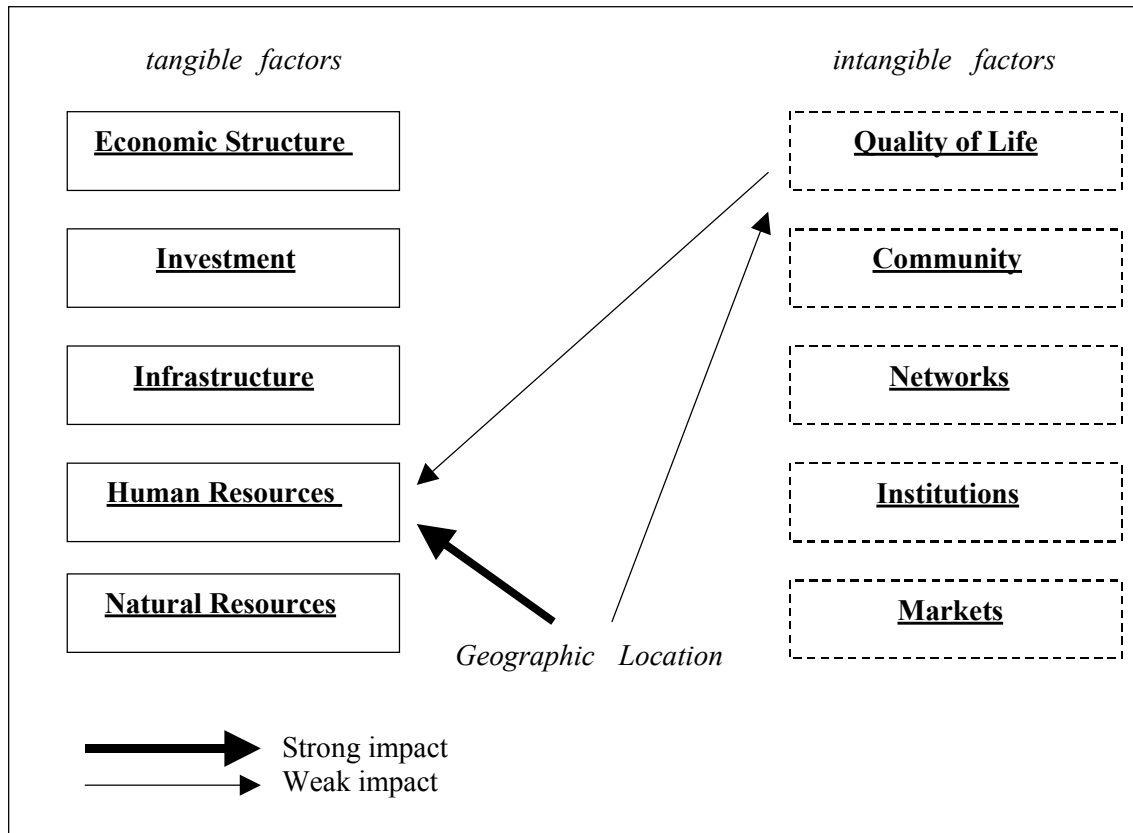 tangible factors
intangible factors
Economic Structure
Quality of Life
Investment
Community
Infrastructure
Networks
Human Resources
Institutions
Natural Resources
Markets
Geographic Location
Strong impact
Weak impact